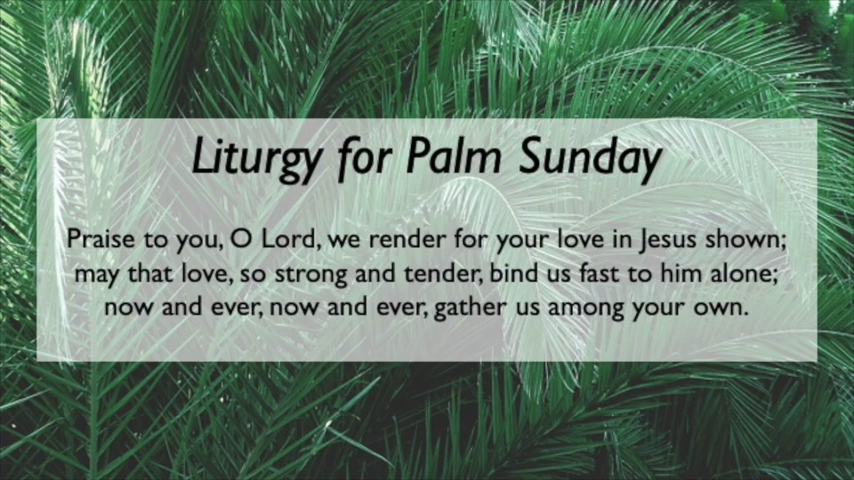 Liturgy for Palm Sunday
Praise to you, O Lord, we render for your love in Jesus shown;
may that love, so strong and tender, bind us fast to him alone;
now and ever, now and ever, gather us among your own.